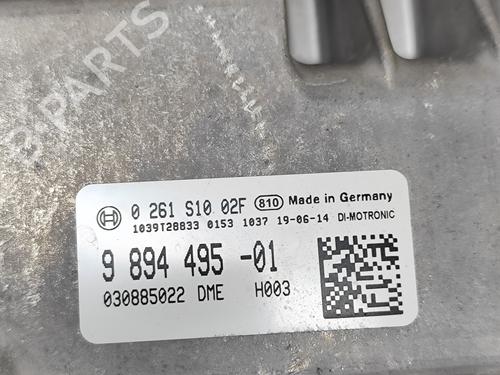 B-PARTS
0 261 S10 02F 810 Made in Germany
1039T28833 0153 1037 19-06-14 DI-MOTRONIC
9 894 495 -01
030885022 DME H003